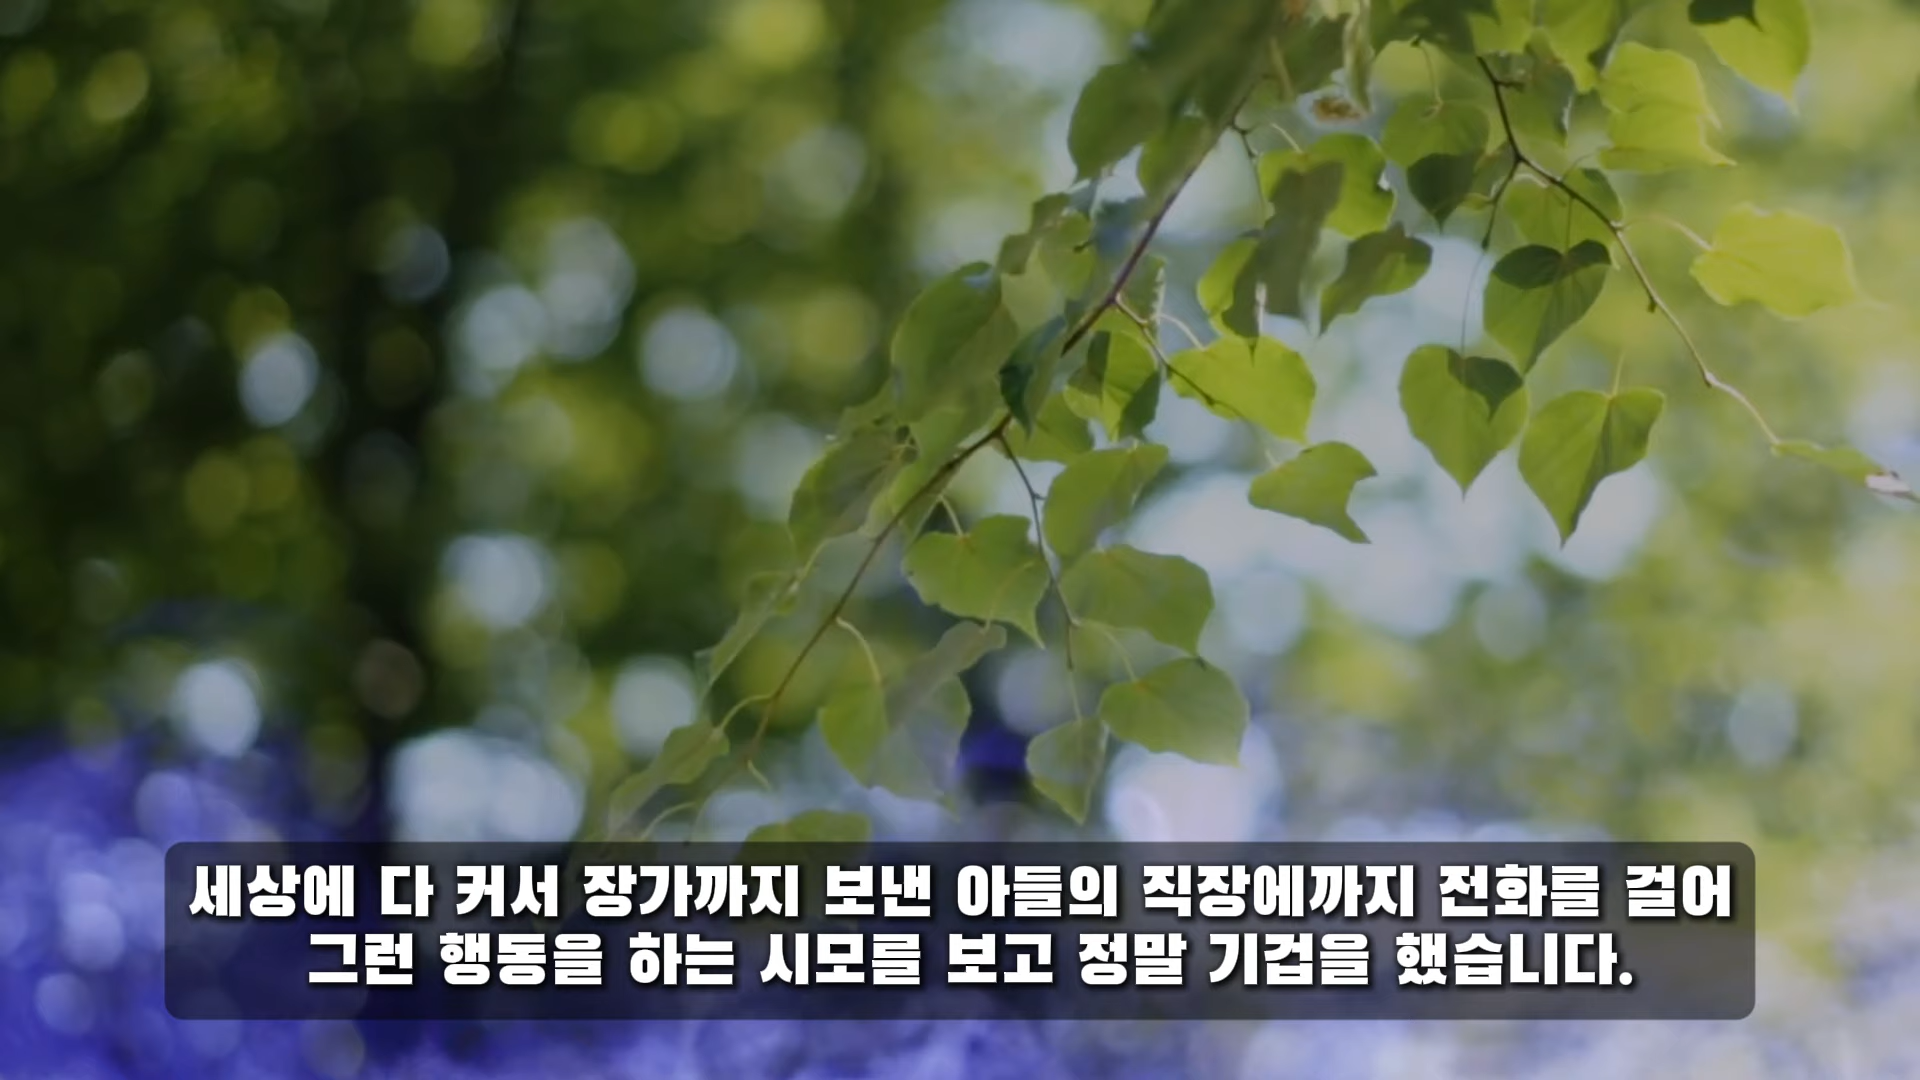 세상에 다 커서 장가까지 보낸 아들의 직장에까지 전화를 걸어
그런 행동을 하는 시모를 보고 정말 기겁을 했습니다.